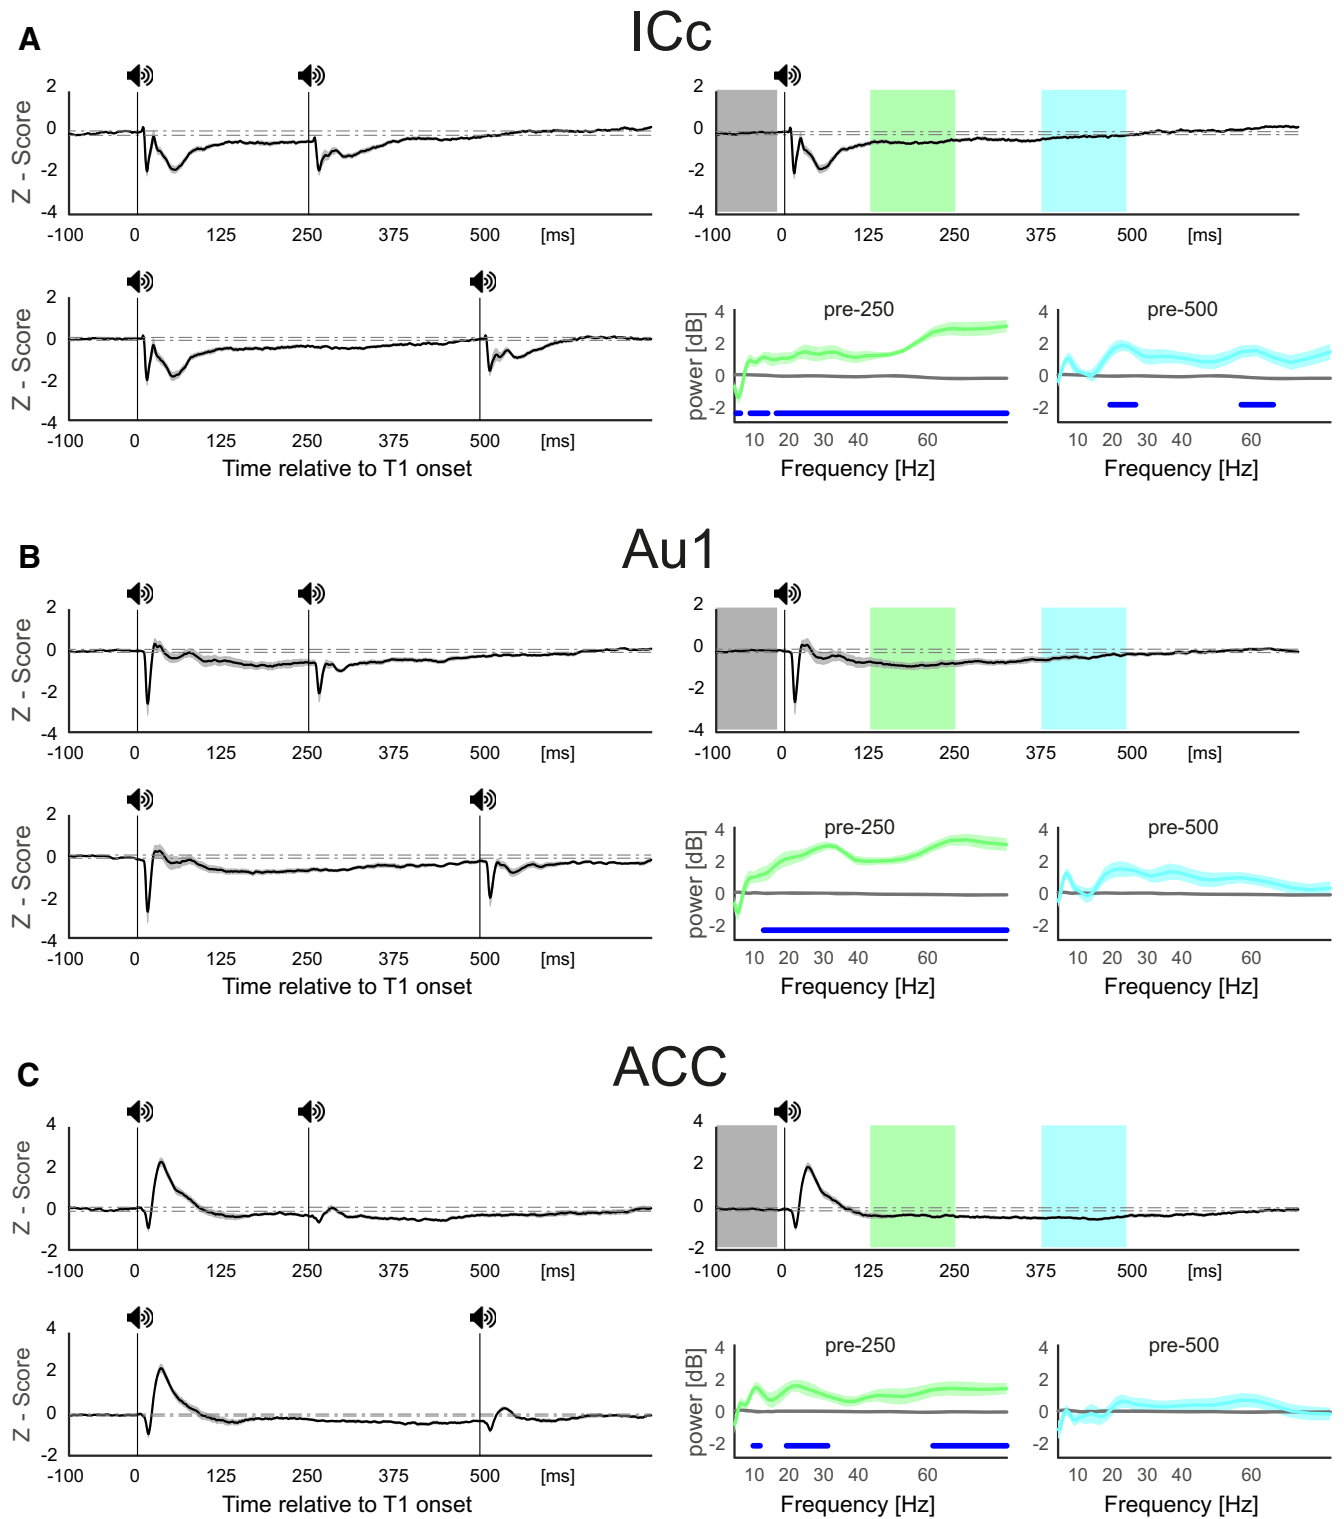 ICc
A
2
0
-2
-4
Z - Score
-100 0 125 250 375 500 [ms]
2
0
-2
-4
-100 0 125 250 375 500 [ms]
2
0
-2
-4
Z - Score
-100 0 125 250 375 500 [ms]
Time relative to T1 onset
pre-250
4
2
0
-2
power [dB]
10 20 30 40 60
Frequency [Hz]
pre-500
4
2
0
-2
10 20 30 40 60
Frequency [Hz]
Au1
B
2
0
-2
-4
Z - Score
-100 0 125 250 375 500 [ms]
2
0
-2
-4
-100 0 125 250 375 500 [ms]
2
0
-2
-4
Z - Score
-100 0 125 250 375 500 [ms]
Time relative to T1 onset
pre-250
4
2
0
-2
power [dB]
10 20 30 40 60
Frequency [Hz]
pre-500
4
2
0
-2
10 20 30 40 60
Frequency [Hz]
ACC
C
4
2
0
-2
Z - Score
-100 0 125 250 375 500 [ms]
4
2
0
-2
-100 0 125 250 375 500 [ms]
4
2
0
-2
Z - Score
-100 0 125 250 375 500 [ms]
Time relative to T1 onset
pre-250
4
2
0
-2
power [dB]
10 20 30 40 60
Frequency [Hz]
pre-500
4
2
0
-2
10 20 30 40 60
Frequency [Hz]